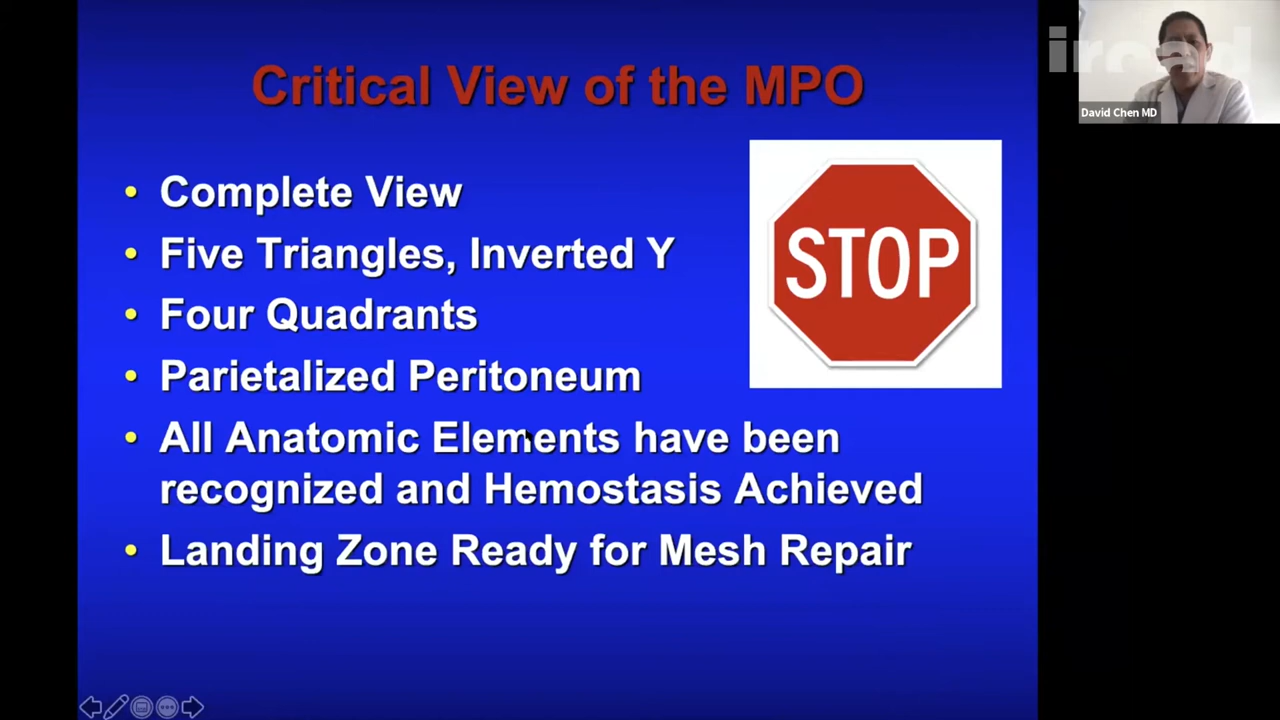 Critical View of the MPO
• Complete View
• Five Triangles, Inverted Y
• Four Quadrants
• Parietalized Peritoneum
• All Anatomic Elements have been
recognized and Hemostasis Achieved
• Landing Zone Ready for Mesh Repair
STOP
ircad
David Chen MD